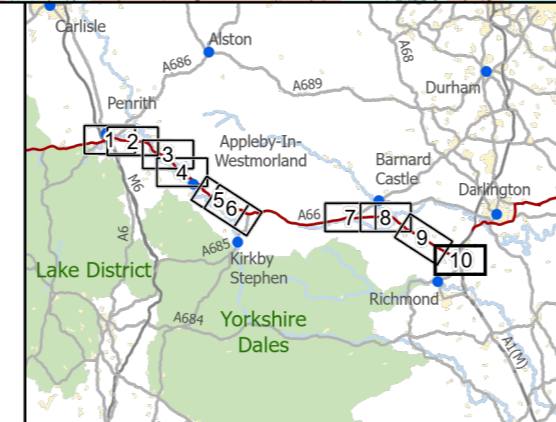 Carlisle
Alston
A68
A686
A689
Durham
Penrith
1
2
3
4
5
6
Appleby-In-
Westmorland
Barnard
Castle
Darlington
M6
A66
7
8
9
10
A6
A685
Kirkby
Stephen
Lake District
Richmond
A684
Yorkshire
Dales
A1(M)